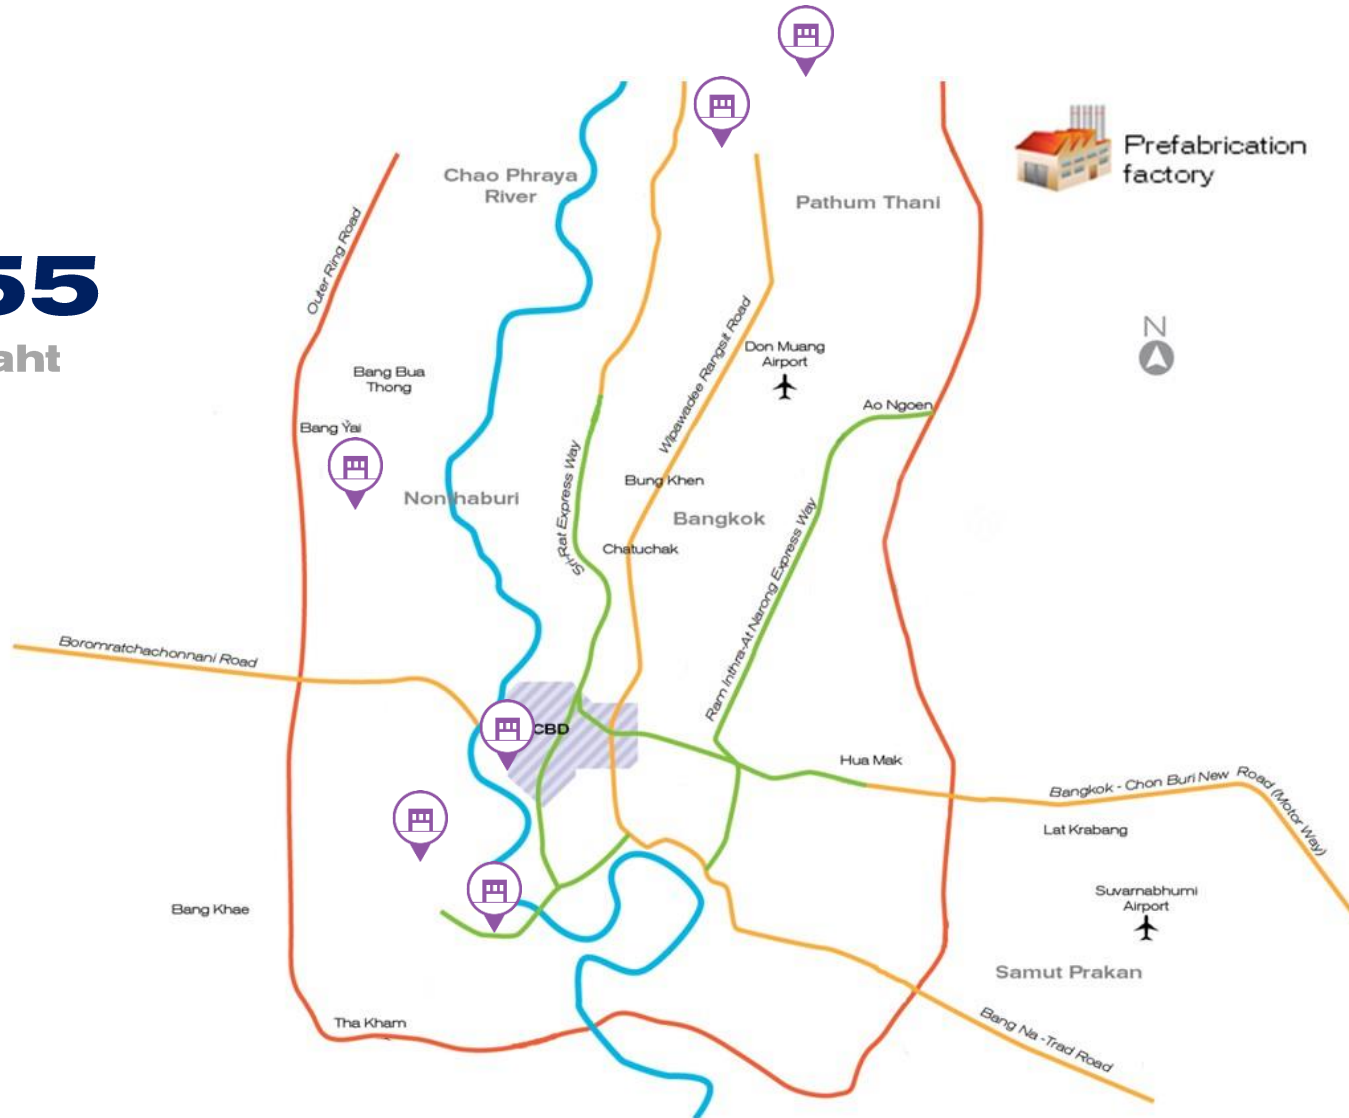 Prefabrication
factory
Chao Phraya
River
Pathum Thani
Outer Ring Road
55
aht
N
Wipawadee Rangsit Road
Don Muang
Airport
Bang Bua
Thong
Ao Ngoen
Bang Yai
Sri-Rat Express Way
Bung Khen
Nonthaburi
Bangkok
Ram Inthra-At Narong Express Way
Chatuchak
Boromratchachonnani Road
CBD
Hua Mak
Bangkok - Chon Buri New Road (Motor Way)
Lat Krabang
Suvarnabhumi
Airport
Bang Khae
Samut Prakan
Tha Kham
Bang Na -Trad Road